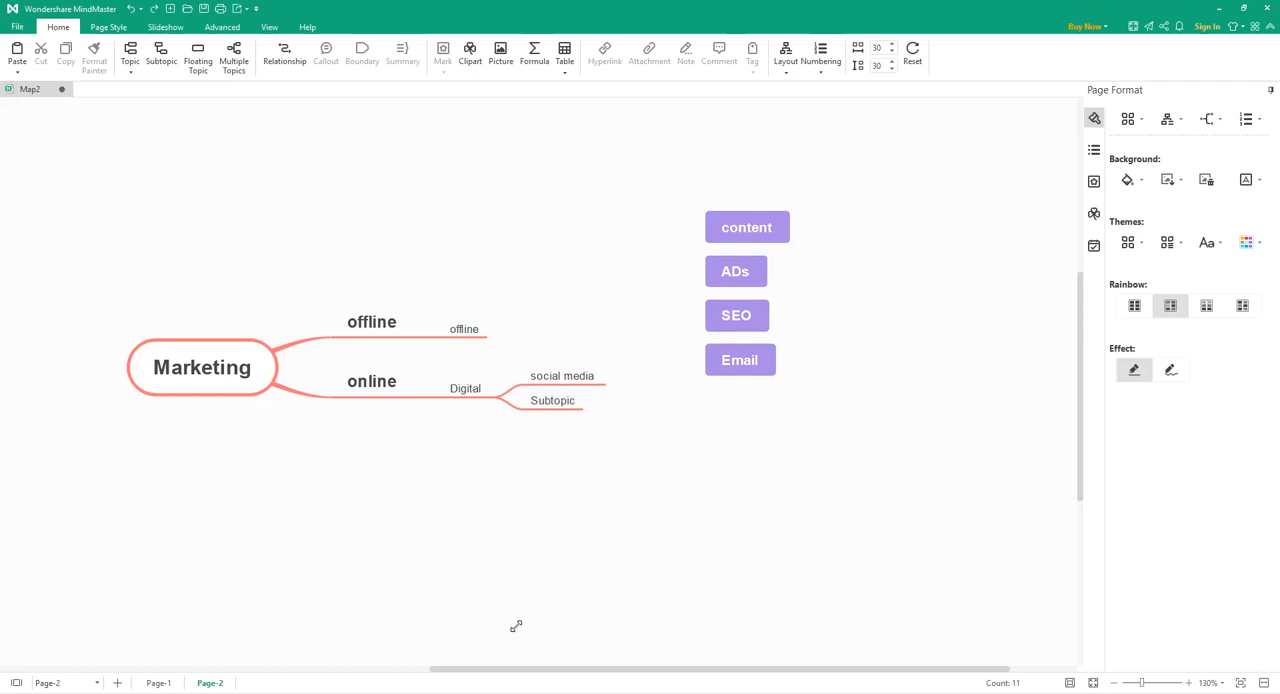 Wondershare MindMaster
File Home Page Style Slideshow Advanced View Help Buy Now Sign In
Paste Cut Copy Format Painter Topic Subtopic Floating Topic Multiple Topics Relationship Callout Boundary Summary Mark Clipart Picture Formula Table Hyperlink Attachment Note Comment Tag Layout Numbering 30 30 Reset
Map2
Page Format
Background:
Themes:
Aa
Rainbow:
Effect:
content
ADs
SEO
Email
Marketing
offline offline
online Digital
social media
Subtopic
Page-2 Page-1 Page-2 Count: 11 130%